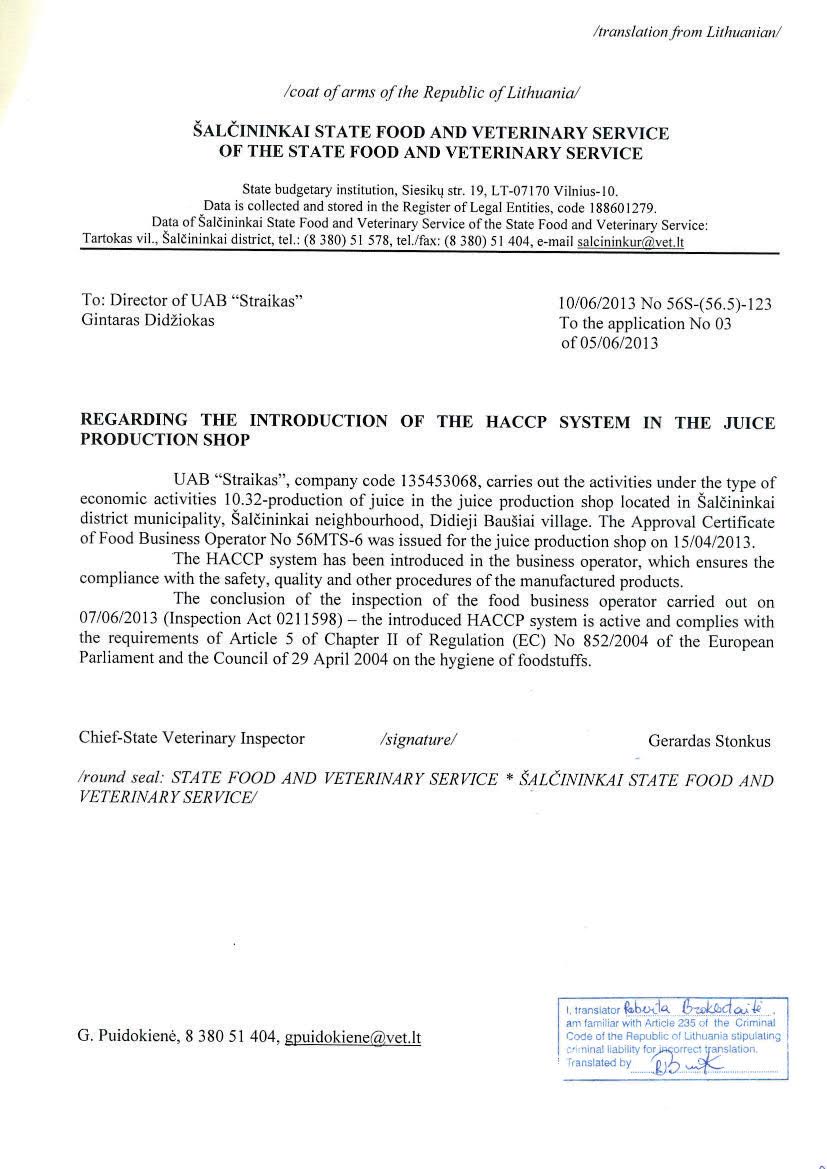 /translation from Lithuanian/
/coat of arms of the Republic of Lithuania/
ŠALČININKAI STATE FOOD AND VETERINARY SERVICE
OF THE STATE FOOD AND VETERINARY SERVICE
State budgetary institution, Siesikų str. 19, LT-07170 Vilnius-10.
Data is collected and stored in the Register of Legal Entities, code 188601279.
Data of Šalčininkai State Food and Veterinary Service of the State Food and Veterinary Service:
Tartokas vil., Šalčininkai district, tel.: (8 380) 51 578, tel./fax: (8 380) 51 404, e-mail salcininkur@vet.lt
To: Director of UAB “Straikas”
Gintaras Didžiokas
10/06/2013 No 56S-(56.5)-123
To the application No 03
of 05/06/2013
REGARDING THE INTRODUCTION OF THE HACCP SYSTEM IN THE JUICE
PRODUCTION SHOP
UAB “Straikas”, company code 135453068, carries out the activities under the type of
economic activities 10.32-production of juice in the juice production shop located in Šalčininkai
district municipality, Šalčininkai neighbourhood, Didieji Baušiai village. The Approval Certificate
of Food Business Operator No 56MTS-6 was issued for the juice production shop on 15/04/2013.
The HACCP system has been introduced in the business operator, which ensures the
compliance with the safety, quality and other procedures of the manufactured products.
The conclusion of the inspection of the food business operator carried out on
07/06/2013 (Inspection Act 0211598) – the introduced HACCP system is active and complies with
the requirements of Article 5 of Chapter II of Regulation (EC) No 852/2004 of the European
Parliament and the Council of 29 April 2004 on the hygiene of foodstuffs.
Chief-State Veterinary Inspector /signature/ Gerardas Stonkus
/round seal: STATE FOOD AND VETERINARY SERVICE * ŠALČININKAI STATE FOOD AND
VETERINARY SERVICE/
G. Puidokienė, 8 380 51 404, gpuidokiene@vet.lt
I, translator Roberta
am familiar with Article 235 of the Criminal
Code of the Republic of Lithuania stipulating
criminal liability for incorrect translation.
Translated by